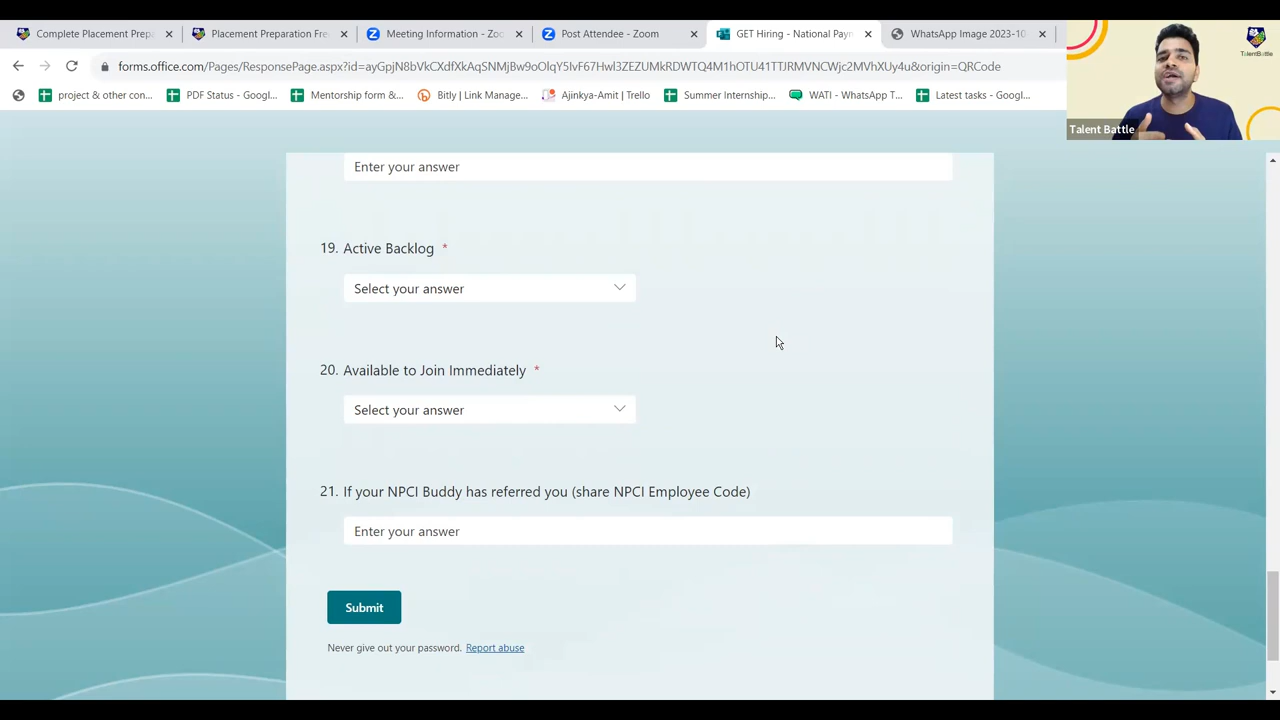 Complete Placement Prep
Placement Preparation Fre
Meeting Information - Zoo
Post Attendee - Zoom
GET Hiring - National Payn
WhatsApp Image 2023-10
TalentBattle
forms.office.com/Pages/ResponsePage.aspx?id=ayGpjN8bVkCXdfXkAqSNMjBw9oOlqY5IvF67Hwl3ZEZUMkRDWTQ4M1hOTU41TTJRMVNCWjc2MVhXUy4u&origin=QRCode
project & other con...
PDF Status - Googl...
Mentorship form &...
Bitly | Link Manage...
Ajinkya-Amit | Trello
Summer Internship...
WATI - WhatsApp T...
Latest tasks - Googl...
Talent Battle
Enter your answer
19. Active Backlog *
Select your answer
20. Available to Join Immediately *
Select your answer
21. If your NPCI Buddy has referred you (share NPCI Employee Code)
Enter your answer
Submit
Never give out your password. Report abuse